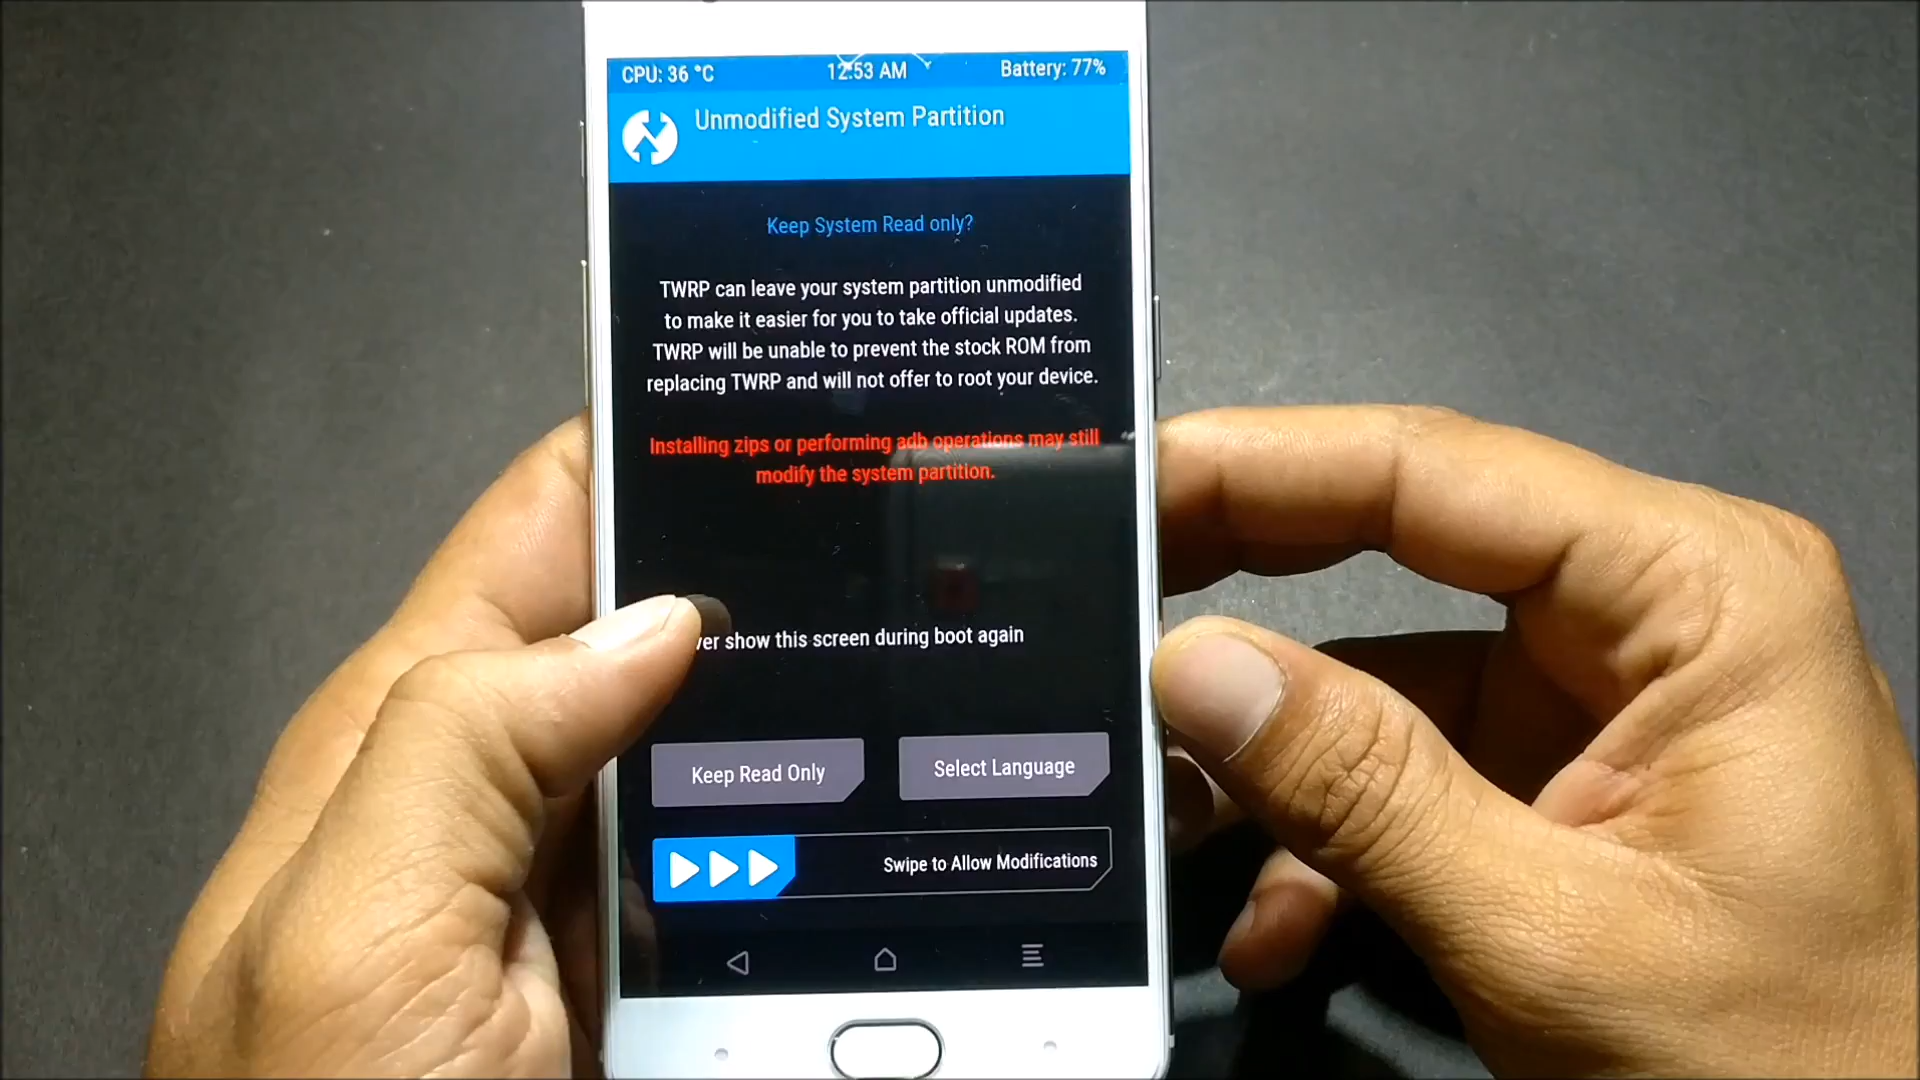 CPU: 36 °C 12:53 AM Battery: 77%
Unmodified System Partition
Keep System Read only?
TWRP can leave your system partition unmodified
to make it easier for you to take official updates.
TWRP will be unable to prevent the stock ROM from
replacing TWRP and will not offer to root your device.
Installing zips or performing adb operations may still
modify the system partition.
show this screen during boot again
Keep Read Only Select Language
Swipe to Allow Modifications